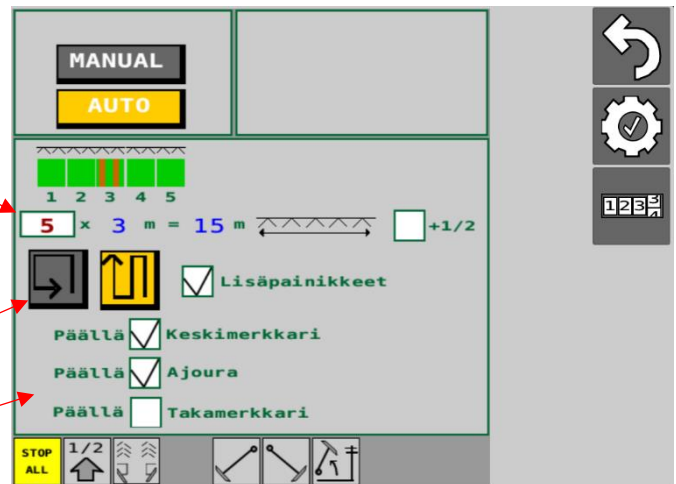 MANUAL
AUTO
1 2 3 4 5
5 x 3 m = 15 m +1/2
Lisäpainikkeet
Päällä Keskimerkkari
Päällä Ajoura
Päällä Takamerkkari
STOP ALL
1/2
123